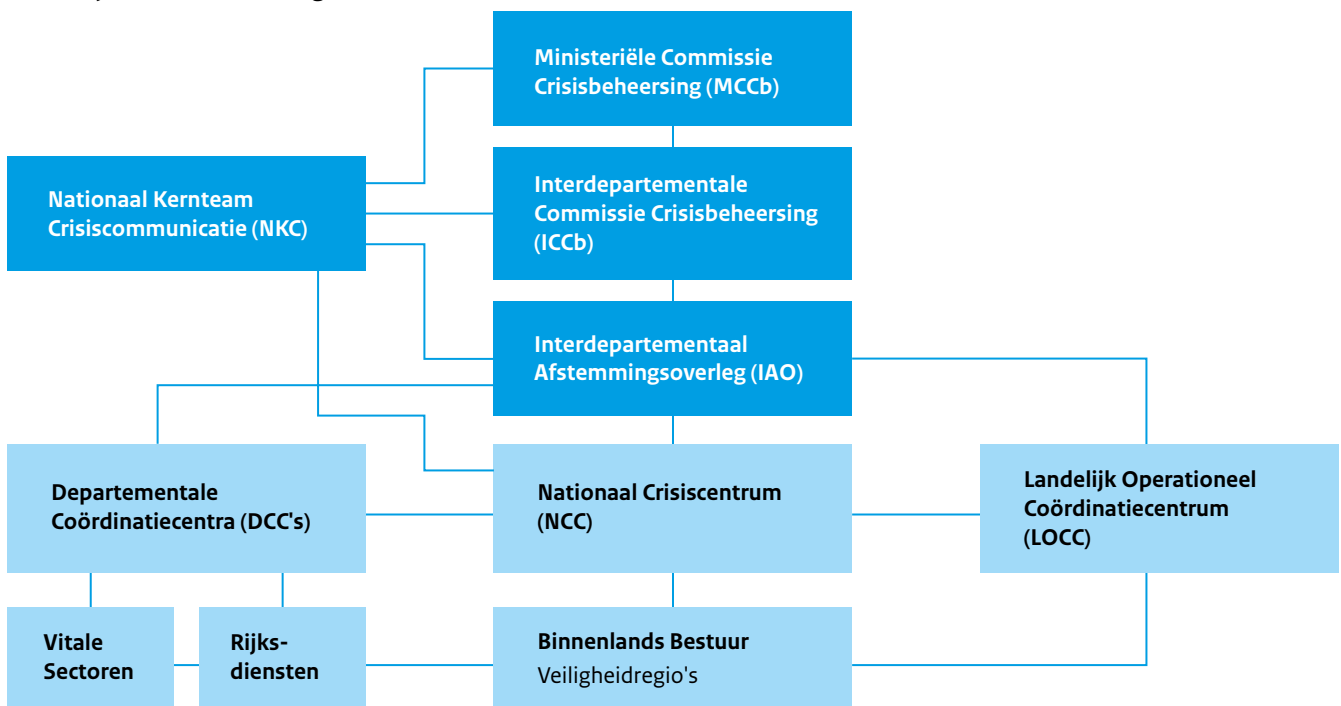 Ministeriële Commissie
Crisisbeheersing (MCCb)
Nationaal Kernteam
Crisiscommunicatie (NKC)
Interdepartementale
Commissie Crisisbeheersing
(ICCb)
Interdepartementaal
Afstemmingsoverleg (IAO)
Departementale
Coördinatiecentra (DCC's)
Nationaal Crisiscentrum
(NCC)
Landelijk Operationeel
Coördinatiecentrum
(LOCC)
Vitale
Sectoren
Rijks-
diensten
Binnenlands Bestuur
Veiligheidregio's